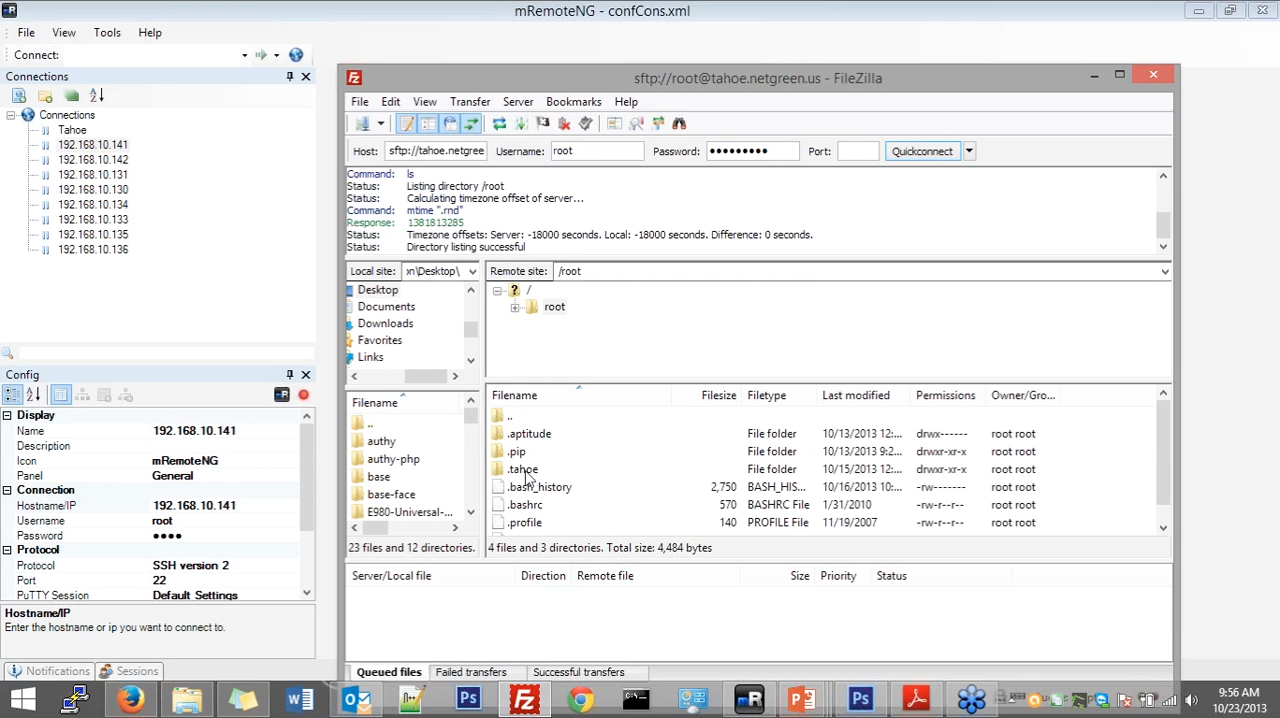 mRemoteNG - confCons.xml
File View Tools Help
Connect:
Connections
Connections
Tahoe
192.168.10.141
192.168.10.142
192.168.10.131
192.168.10.130
192.168.10.134
192.168.10.133
192.168.10.135
192.168.10.136
Config
Display
Name 192.168.10.141
Description
Icon mRemoteNG
Panel General
Connection
Hostname/IP 192.168.10.141
Username root
Password ●●●●
Protocol
Protocol SSH version 2
Port 22
PuTTY Session Default Settings
Hostname/IP
Enter the hostname or ip you want to connect to.
Notifications Sessions
sftp://root@tahoe.netgreen.us - FileZilla
File Edit View Transfer Server Bookmarks Help
Host: sftp://tahoe.netgree Username: root Password: ●●●●●●●●● Port: Quickconnect
Command: ls
Status: Listing directory /root
Status: Calculating timezone offset of server...
Command: mtime ".rnd"
Response: 1381813285
Status: Timezone offsets: Server: -18000 seconds. Local: -18000 seconds. Difference: 0 seconds.
Status: Directory listing successful
Local site: on\Desktop\
Desktop
Documents
Downloads
Favorites
Links
Remote site: /root
/
root
Filename
..
authy
authy-php
base
base-face
E980-Universal-...
23 files and 12 directories.
Filename Filesize Filetype Last modified Permissions Owner/Gro...
..
.aptitude File folder 10/13/2013 12:... drwx------ root root
.pip File folder 10/13/2013 9:2... drwxr-xr-x root root
.tahoe File folder 10/15/2013 12:... drwxr-xr-x root root
.bash_history 2,750 BASH_HIS... 10/16/2013 10:... -rw------- root root
.bashrc 570 BASHRC File 1/31/2010 -rw-r--r-- root root
.profile 140 PROFILE File 11/19/2007 -rw-r--r-- root root
4 files and 3 directories. Total size: 4,484 bytes
Server/Local file Direction Remote file Size Priority Status
Queued files Failed transfers Successful transfers
9:56 AM
10/23/2013